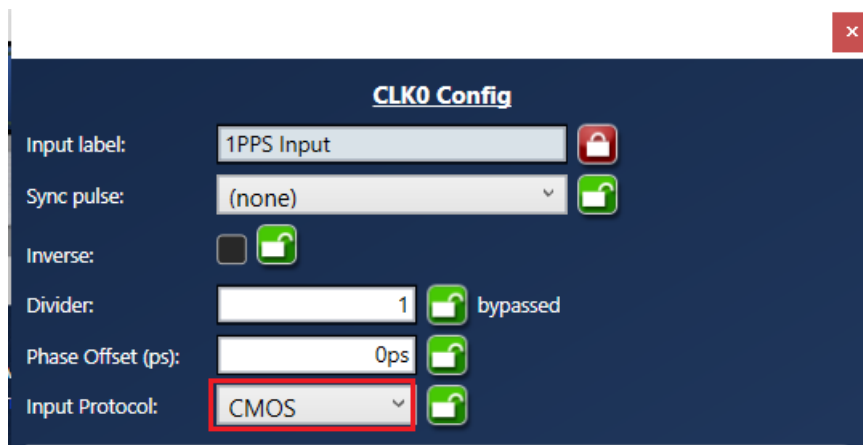 ×
CLK0 Config
Input label: 1PPS Input
Sync pulse: (none)
Inverse:
Divider: 1 bypassed
Phase Offset (ps): 0ps
Input Protocol: CMOS